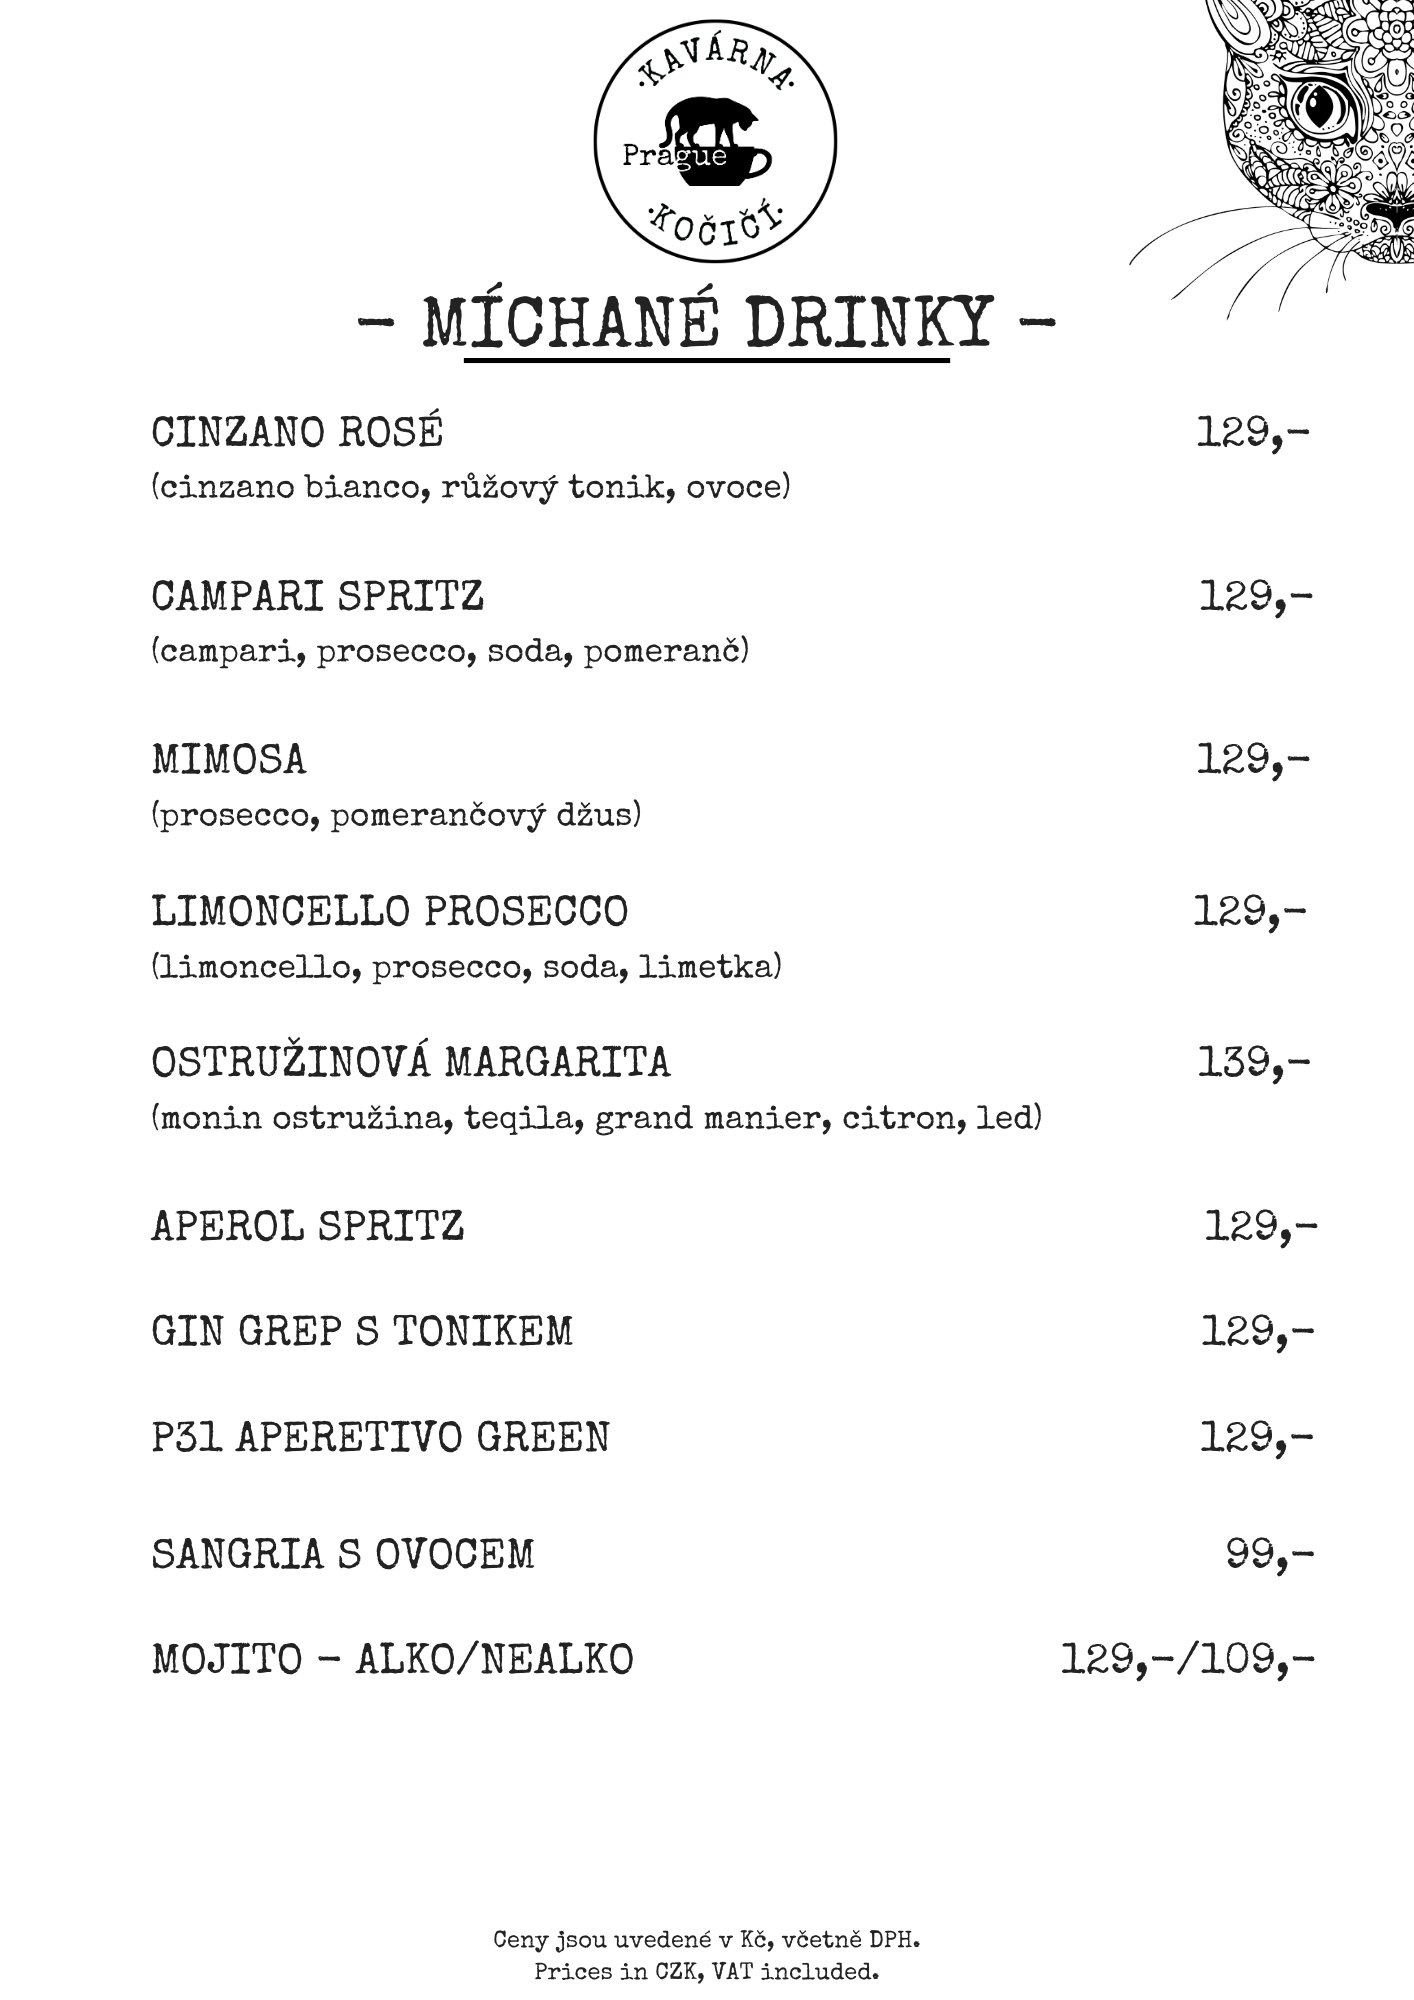 ·KAVÁRNA·
Prague
·KOČIČÍ·
– MÍCHANÉ DRINKY –
CINZANO ROSÉ 129,–
(cinzano bianco, růžový tonik, ovoce)
CAMPARI SPRITZ 129,–
(campari, prosecco, soda, pomeranč)
MIMOSA 129,–
(prosecco, pomerančový džus)
LIMONCELLO PROSECCO 129,–
(limoncello, prosecco, soda, limetka)
OSTRUŽINOVÁ MARGARITA 139,–
(monin ostružina, teqila, grand manier, citron, led)
APEROL SPRITZ 129,–
GIN GREP S TONIKEM 129,–
P31 APERETIVO GREEN 129,–
SANGRIA S OVOCEM 99,–
MOJITO – ALKO/NEALKO 129,–/109,–
Ceny jsou uvedené v Kč, včetně DPH.
Prices in CZK, VAT included.